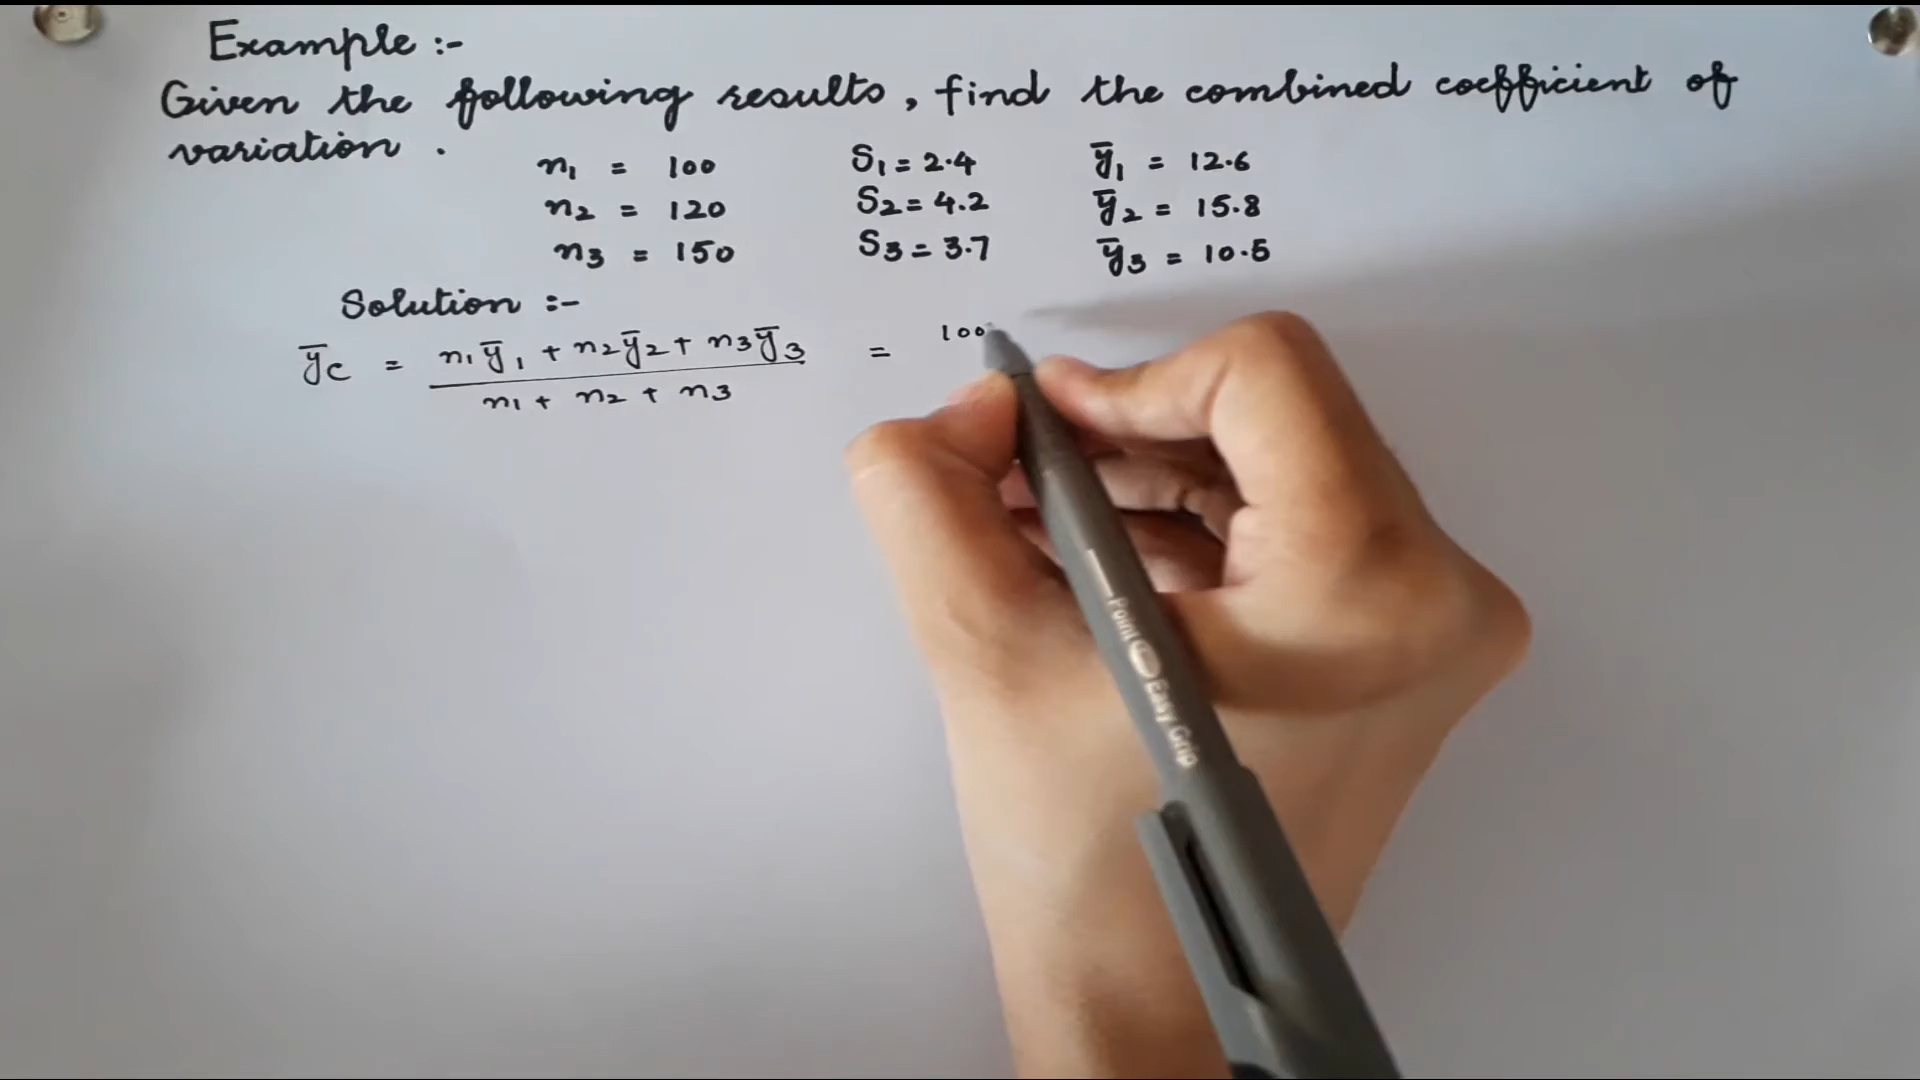 Example :-
Given the following results, find the combined coefficient of
variation .
n1 = 100 S1 = 2.4 ȳ1 = 12.6
n2 = 120 S2 = 4.2 ȳ2 = 15.8
n3 = 150 S3 = 3.7 ȳ3 = 10.5
Solution :-
ȳc = n1ȳ1 + n2ȳ2 + n3ȳ3 / n1 + n2 + n3 = 100
Point Easy Grip